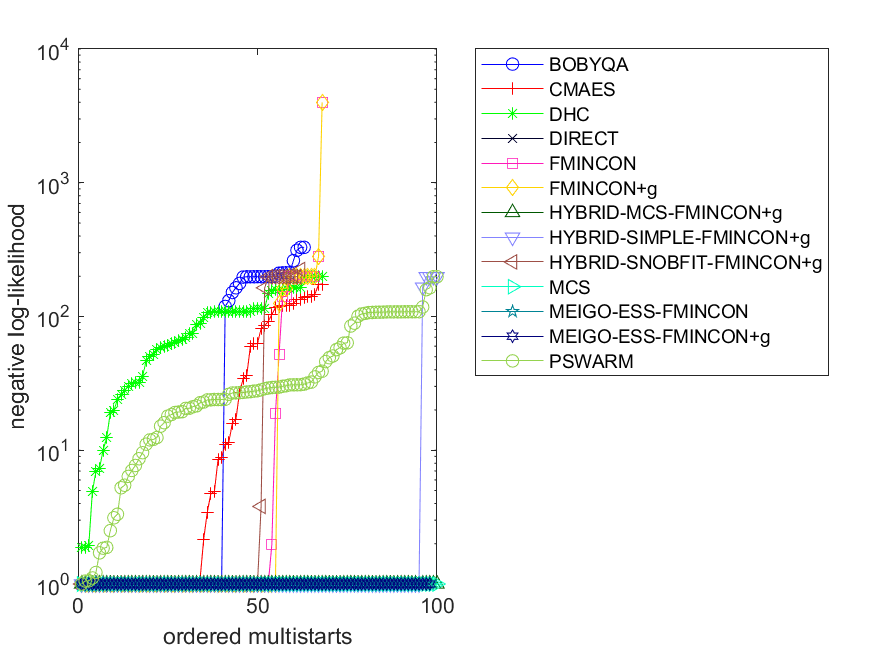 10^4
10^3
10^2
10^1
10^0
negative log-likelihood
0
50
100
ordered multistarts
BOBYQA
CMAES
DHC
DIRECT
FMINCON
FMINCON+g
HYBRID-MCS-FMINCON+g
HYBRID-SIMPLE-FMINCON+g
HYBRID-SNOBFIT-FMINCON+g
MCS
MEIGO-ESS-FMINCON
MEIGO-ESS-FMINCON+g
PSWARM